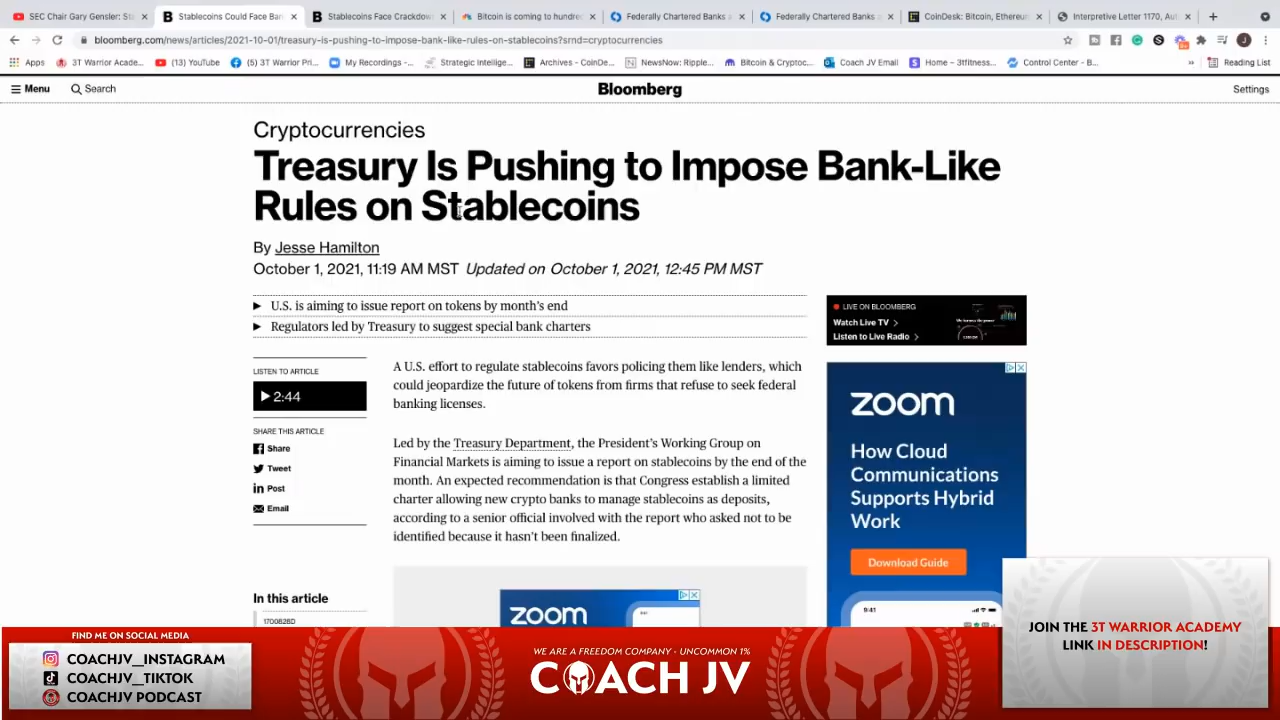 SEC Chair Gary Gensler: St
Stablecoins Could Face Ban
Stablecoins Face Crackdow
Bitcoin is coming to hundre
Federally Chartered Banks a
Federally Chartered Banks a
CoinDesk: Bitcoin, Ethereu
Interpretive Letter 1170, Au
bloomberg.com/news/articles/2021-10-01/treasury-is-pushing-to-impose-bank-like-rules-on-stablecoins?srnd=cryptocurrencies
Apps
3T Warrior Acade...
(13) YouTube
(5) 3T Warrior Pri...
My Recordings -...
Strategic Intellige...
Archives - CoinDe...
NewsNow: Ripple...
Bitcoin & Cryptoc...
Coach JV Email
Home ~ 3tfitness...
Control Center - B...
»
Reading List
Menu
Search
Bloomberg
Settings
Cryptocurrencies
Treasury Is Pushing to Impose Bank-Like
Rules on Stablecoins
By Jesse Hamilton
October 1, 2021, 11:19 AM MST Updated on October 1, 2021, 12:45 PM MST
U.S. is aiming to issue report on tokens by month's end
Regulators led by Treasury to suggest special bank charters
LIVE ON BLOOMBERG
Watch Live TV >
Listen to Live Radio >
LISTEN TO ARTICLE
2:44
SHARE THIS ARTICLE
Share
Tweet
Post
Email
A U.S. effort to regulate stablecoins favors policing them like lenders, which
could jeopardize the future of tokens from firms that refuse to seek federal
banking licenses.
Led by the Treasury Department, the President's Working Group on
Financial Markets is aiming to issue a report on stablecoins by the end of the
month. An expected recommendation is that Congress establish a limited
charter allowing new crypto banks to manage stablecoins as deposits,
according to a senior official involved with the report who asked not to be
identified because it hasn't been finalized.
In this article
1700628D
zoom
zoom
How Cloud
Communications
Supports Hybrid
Work
Download Guide
9:41
FIND ME ON SOCIAL MEDIA
COACHJV__INSTAGRAM
COACHJV__TIKTOK
COACHJV PODCAST
WE ARE A FREEDOM COMPANY - UNCOMMON 1%
COACH JV
JOIN THE 3T WARRIOR ACADEMY
LINK IN DESCRIPTION!